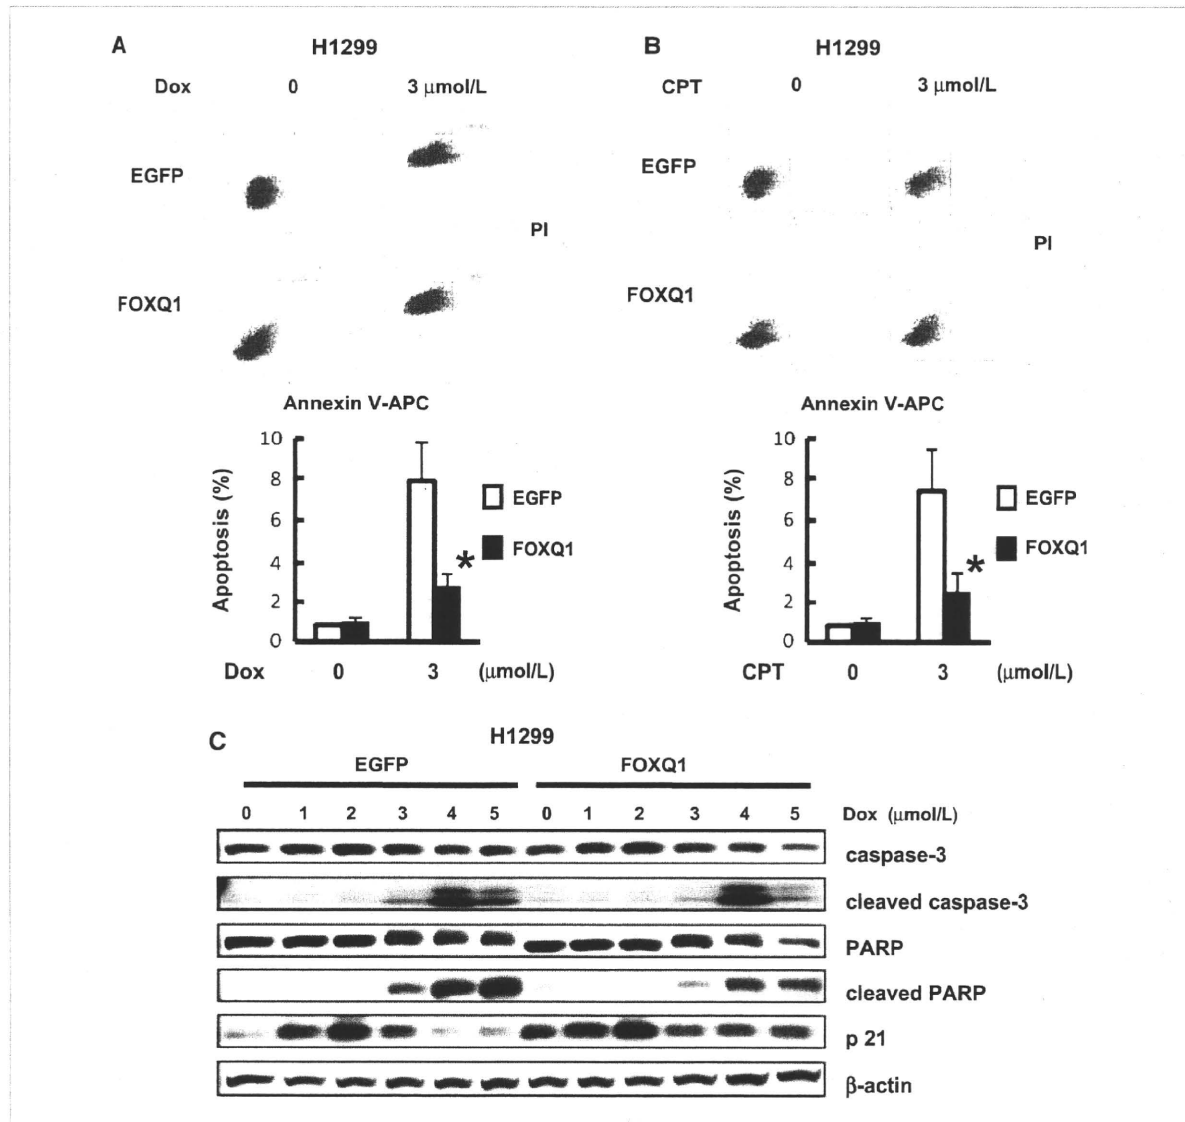 A
H1299
Dox 0 3 μmol/L
EGFP
PI
FOXQ1
Annexin V-APC
10
8
6
4
2
0
Apoptosis (%)
EGFP
FOXQ1
*
Dox 0 3 (μmol/L)
B
H1299
CPT 0 3 μmol/L
EGFP
PI
FOXQ1
Annexin V-APC
10
8
6
4
2
0
Apoptosis (%)
EGFP
FOXQ1
*
CPT 0 3 (μmol/L)
C
H1299
EGFP FOXQ1
0 1 2 3 4 5 0 1 2 3 4 5 Dox (μmol/L)
caspase-3
cleaved caspase-3
PARP
cleaved PARP
p 21
β-actin